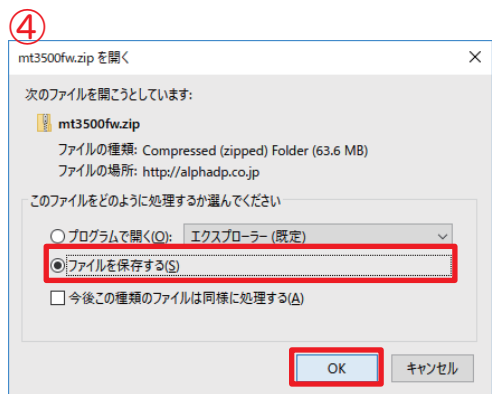 ④
mt3500fw.zip を開く
次のファイルを開こうとしています:
mt3500fw.zip
ファイルの種類: Compressed (zipped) Folder (63.6 MB)
ファイルの場所: http://alphadp.co.jp
このファイルをどのように処理するか選んでください
プログラムで開く(O): エクスプローラー (既定)
ファイルを保存する(S)
今後この種類のファイルは同様に処理する(A)
OK キャンセル